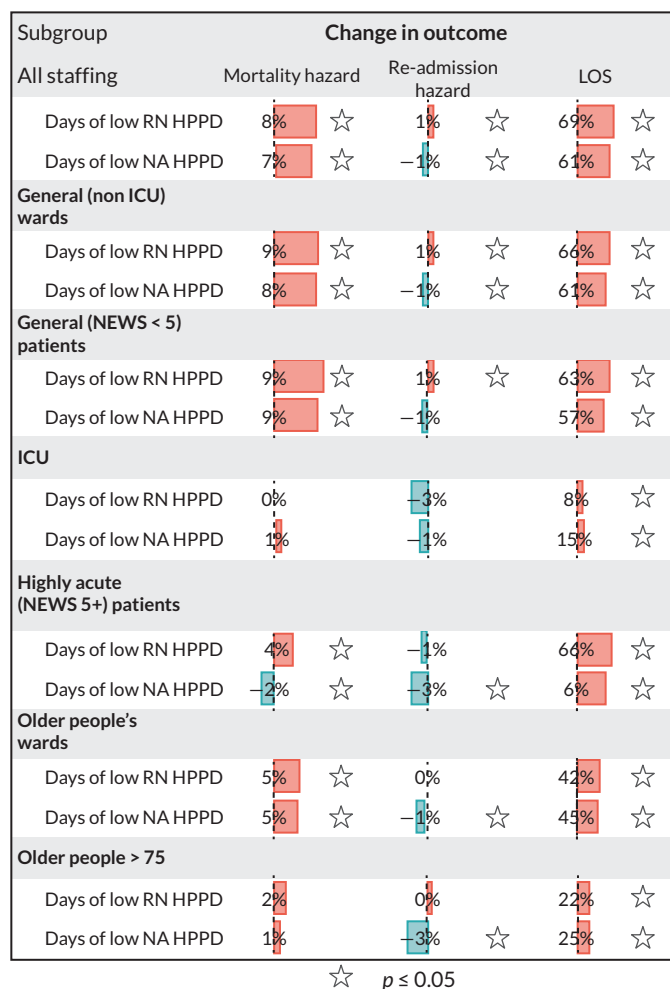 Subgroup Change in outcome
All staffing Mortality hazard Re-admission hazard LOS
Days of low RN HPPD 8% ☆ 1% ☆ 69% ☆
Days of low NA HPPD 7% ☆ −1% ☆ 61% ☆
General (non ICU)
wards
Days of low RN HPPD 9% ☆ 1% ☆ 66% ☆
Days of low NA HPPD 8% ☆ −1% ☆ 61% ☆
General (NEWS < 5)
patients
Days of low RN HPPD 9% ☆ 1% ☆ 63% ☆
Days of low NA HPPD 9% ☆ −1% 57% ☆
ICU
Days of low RN HPPD 0% −3% 8% ☆
Days of low NA HPPD 1% −1% 15% ☆
Highly acute
(NEWS 5+) patients
Days of low RN HPPD 4% ☆ −1% 66% ☆
Days of low NA HPPD −2% ☆ −3% ☆ 6% ☆
Older people's
wards
Days of low RN HPPD 5% ☆ 0% 42% ☆
Days of low NA HPPD 5% ☆ −1% ☆ 45% ☆
Older people > 75
Days of low RN HPPD 2% 0% 22% ☆
Days of low NA HPPD 1% −3% ☆ 25% ☆
☆ p ≤ 0.05